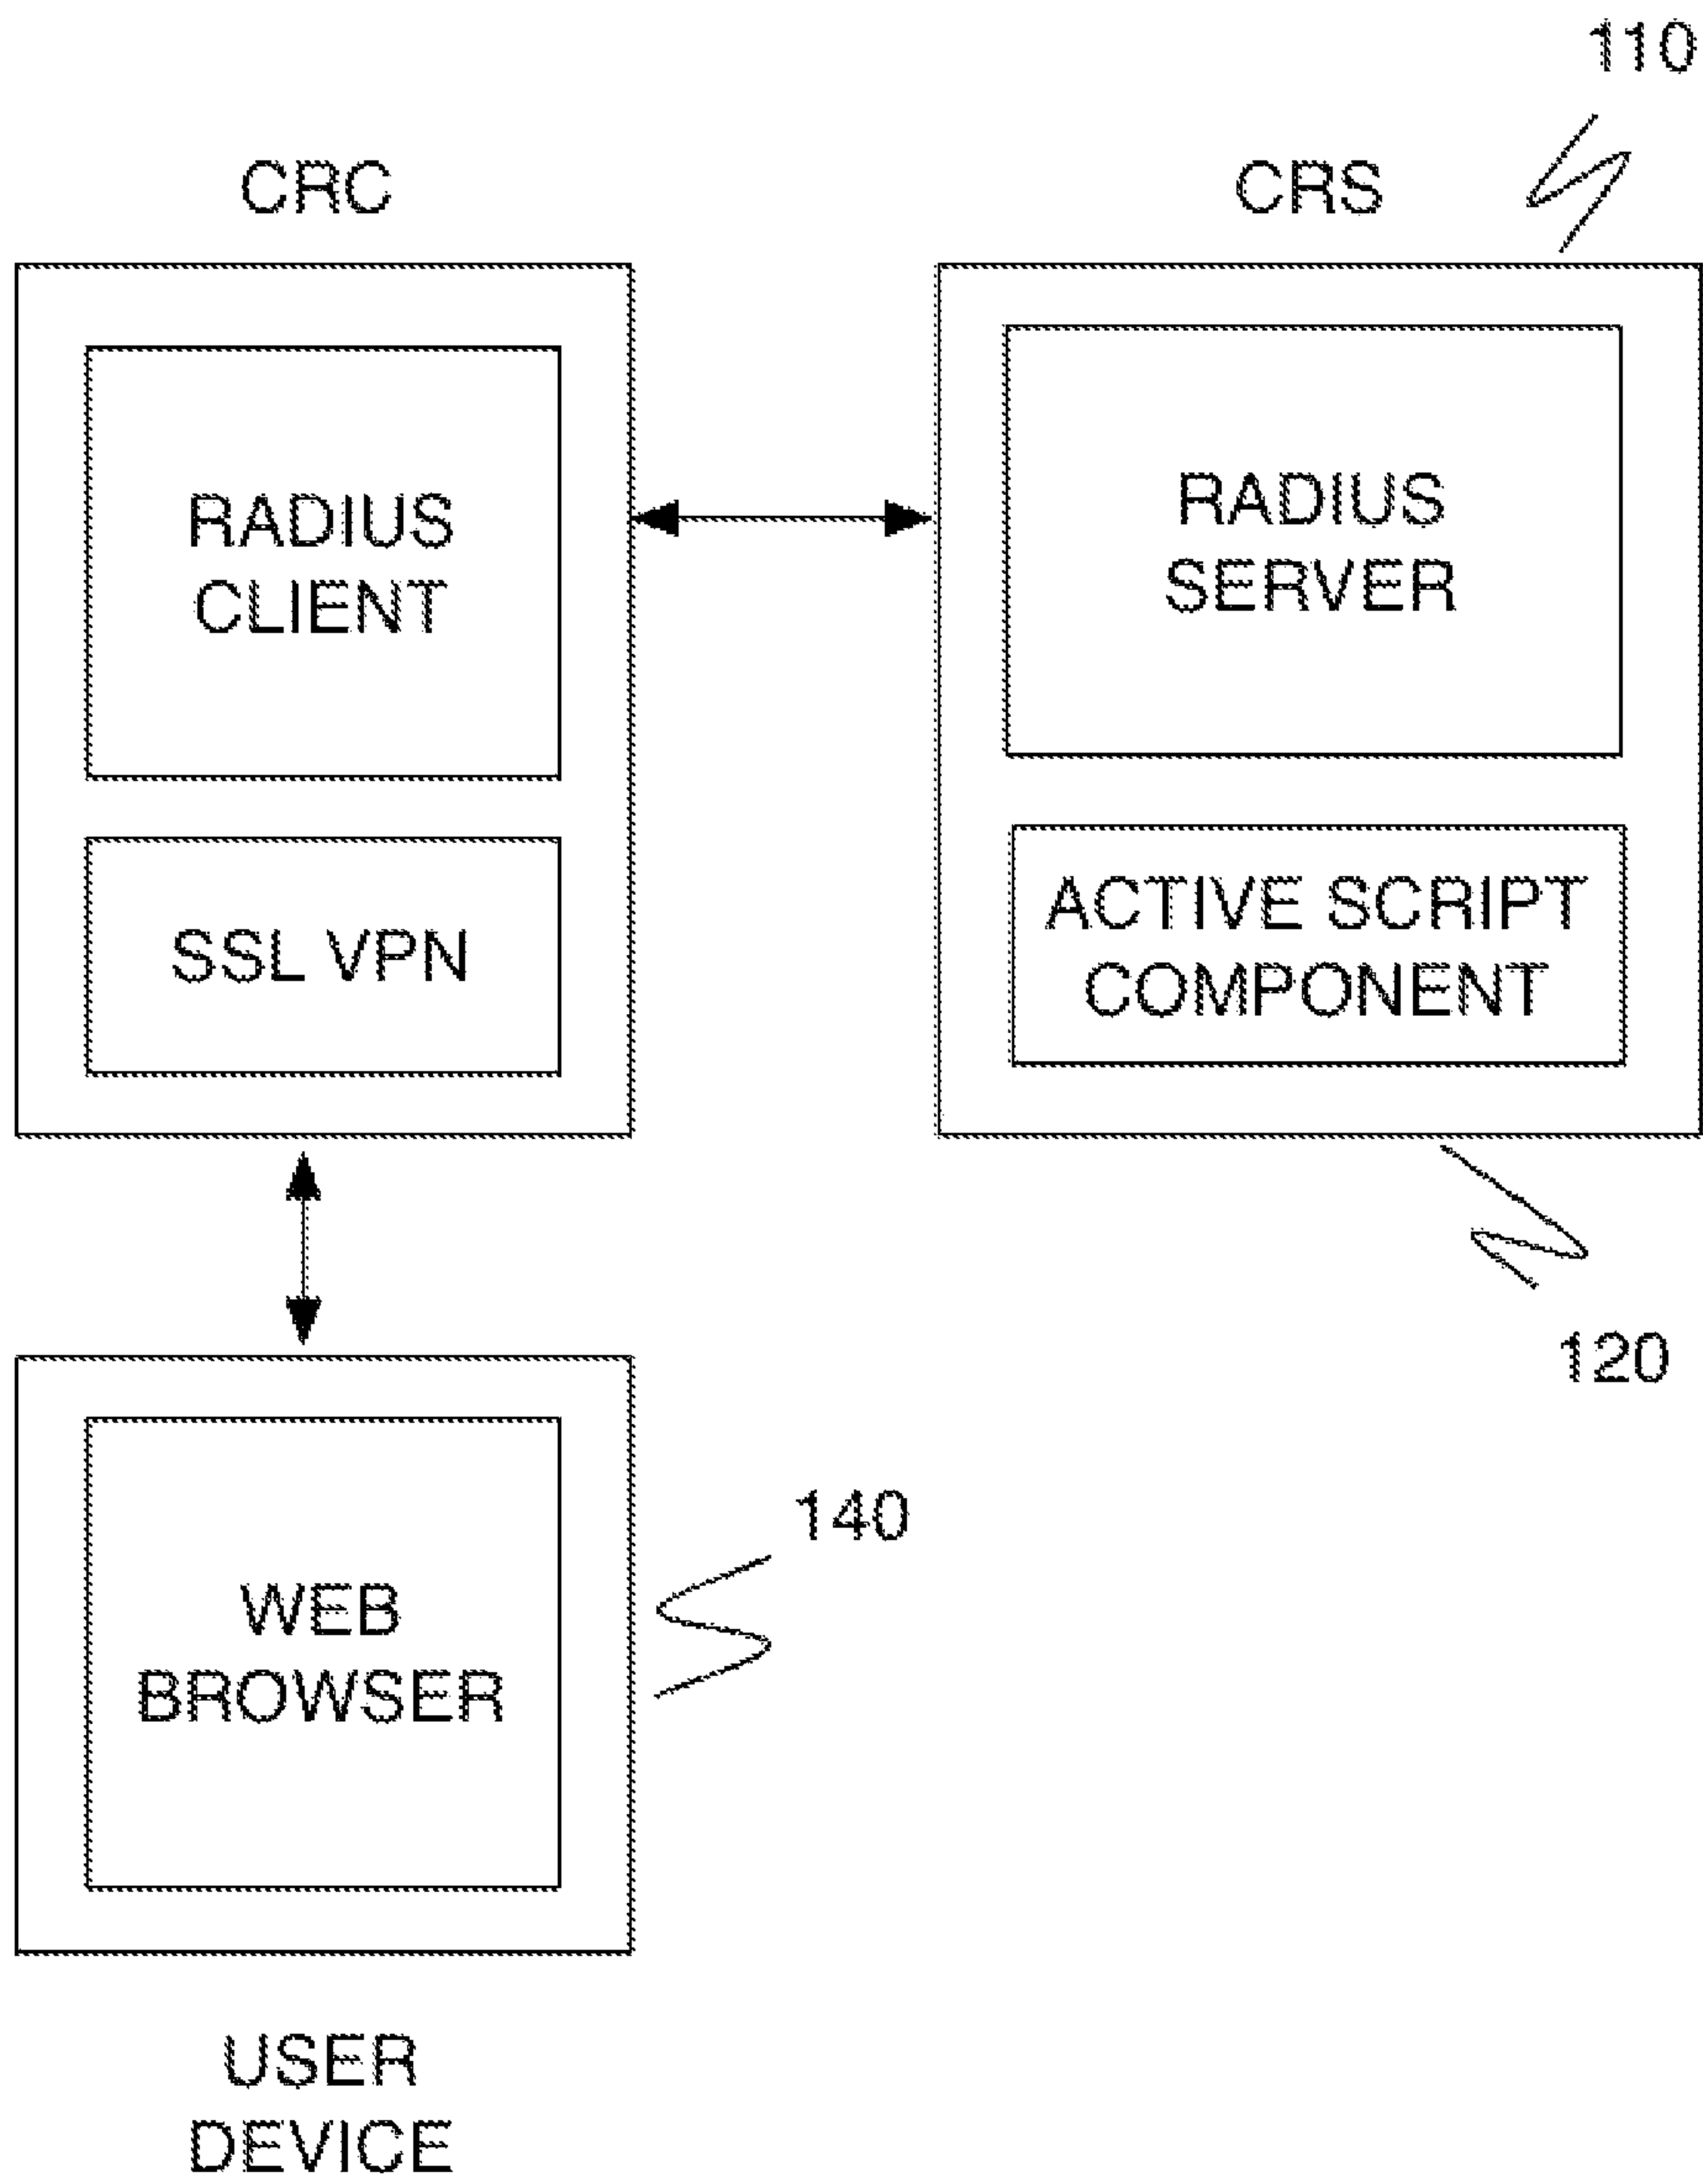 110
CRC
CRS
RADIUS
CLIENT
RADIUS
SERVER
SSL VPN
ACTIVE SCRIPT
COMPONENT
120
140
WEB
BROWSER
USER
DEVICE